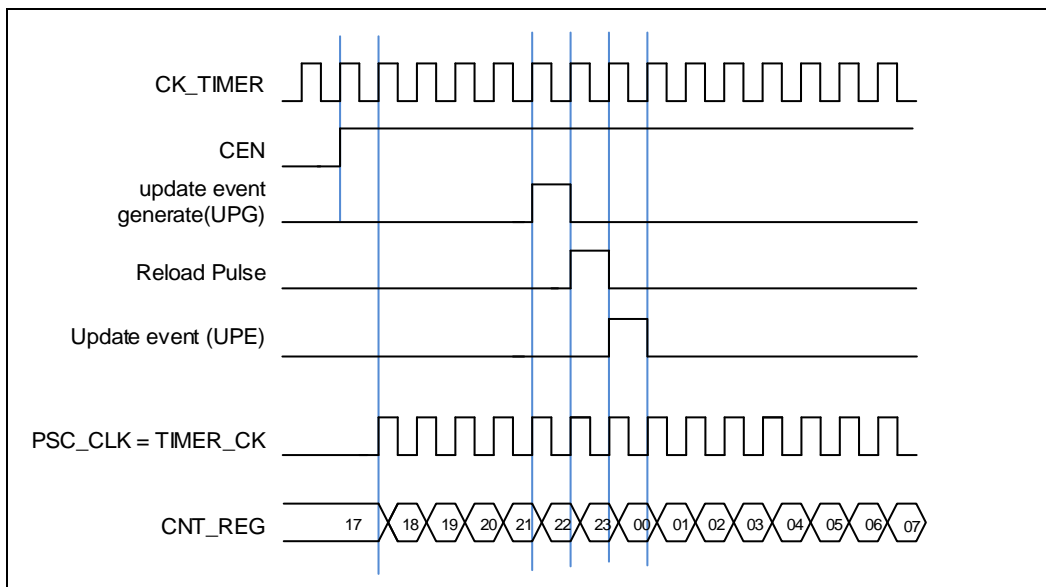 CK_TIMER
CEN
update event
generate(UPG)
Reload Pulse
Update event (UPE)
PSC_CLK = TIMER_CK
CNT_REG 17 18 19 20 21 22 23 00 01 02 03 04 05 06 07